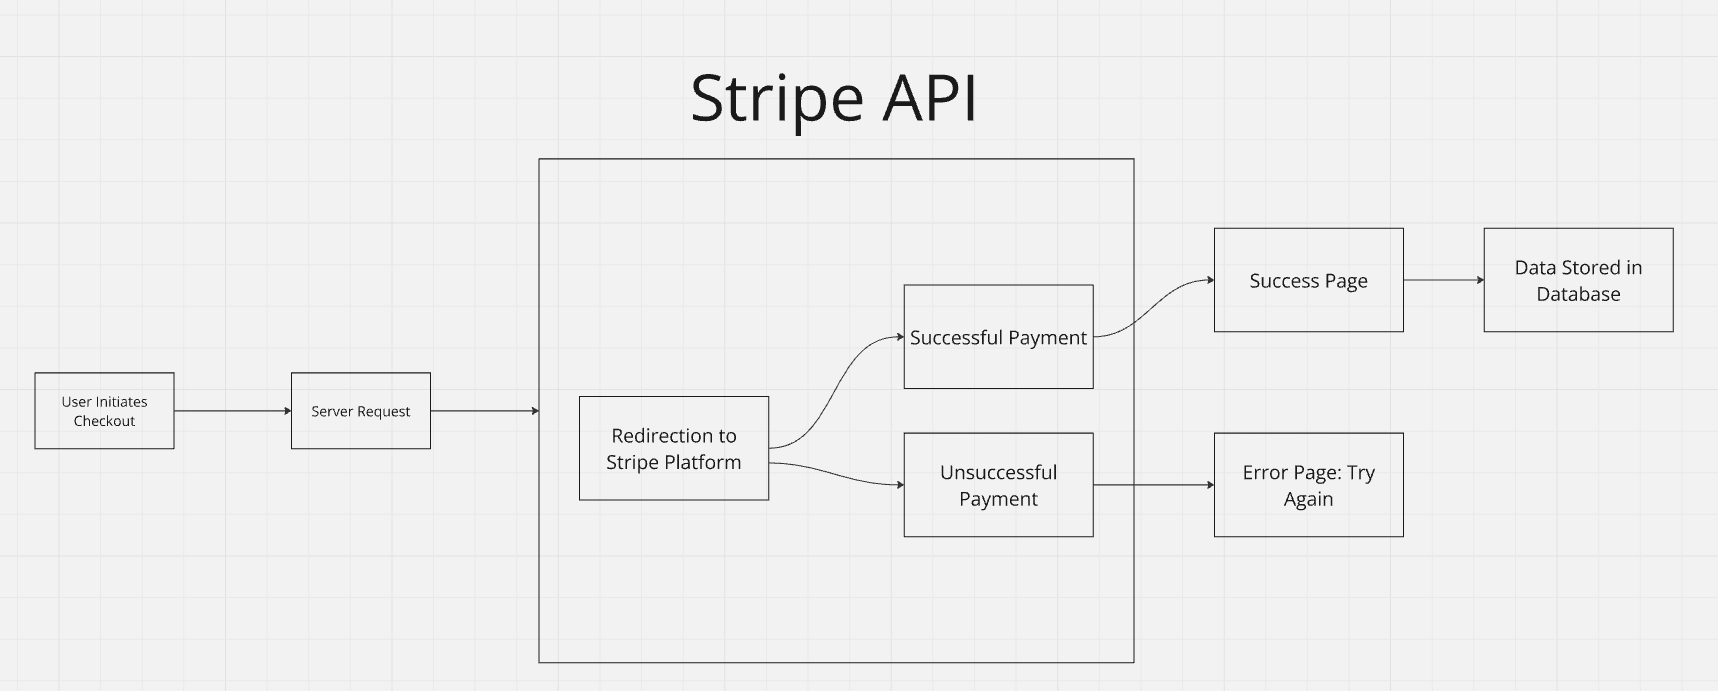 Stripe API
User Initiates
Checkout
Server Request
Redirection to
Stripe Platform
Successful Payment
Unsuccessful
Payment
Success Page
Data Stored in
Database
Error Page: Try
Again